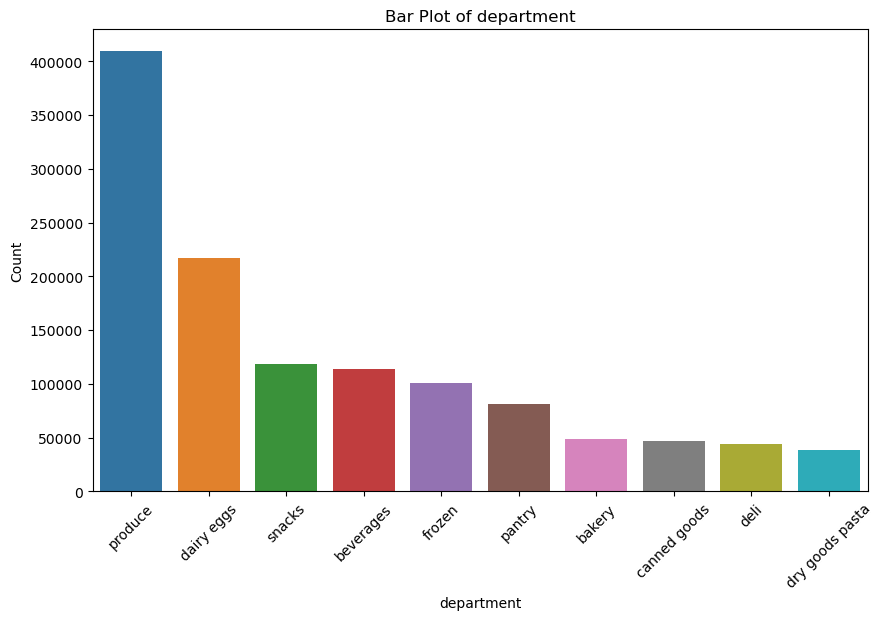 Bar Plot of department
Count
400000
350000
300000
250000
200000
150000
100000
50000
0
produce
dairy eggs
snacks
beverages
frozen
pantry
bakery
canned goods
deli
dry goods pasta
department